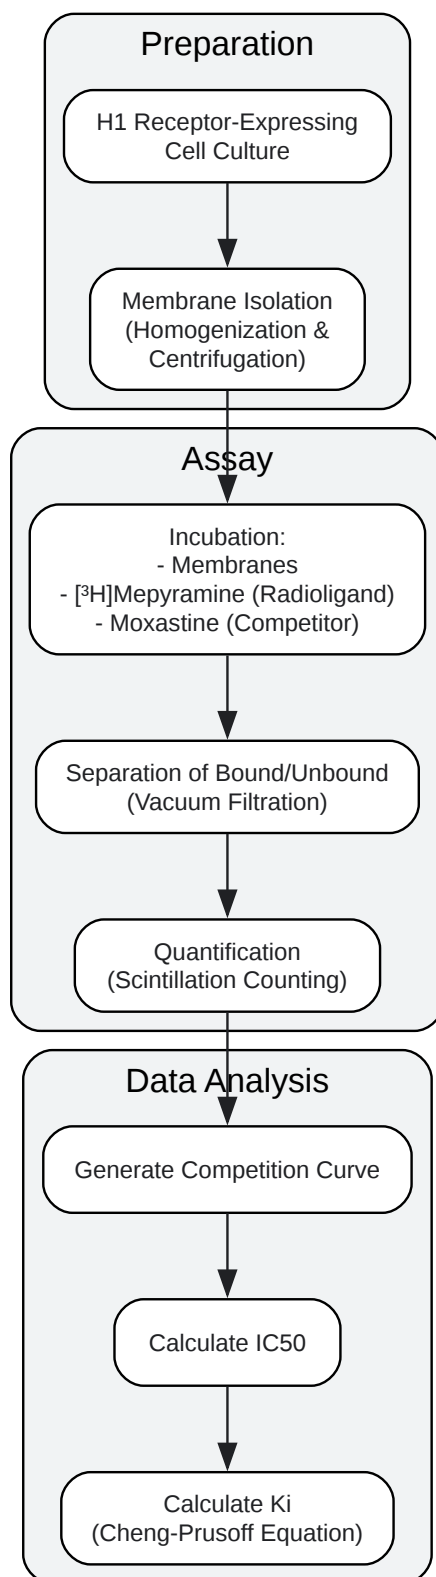 Preparation
H1 Receptor-Expressing
Cell Culture
Membrane Isolation
(Homogenization &
Centrifugation)
Assay
Incubation:
- Membranes
- [³H]Mepyramine (Radioligand)
- Moxastine (Competitor)
Separation of Bound/Unbound
(Vacuum Filtration)
Quantification
(Scintillation Counting)
Data Analysis
Generate Competition Curve
Calculate IC50
Calculate Ki
(Cheng-Prusoff Equation)